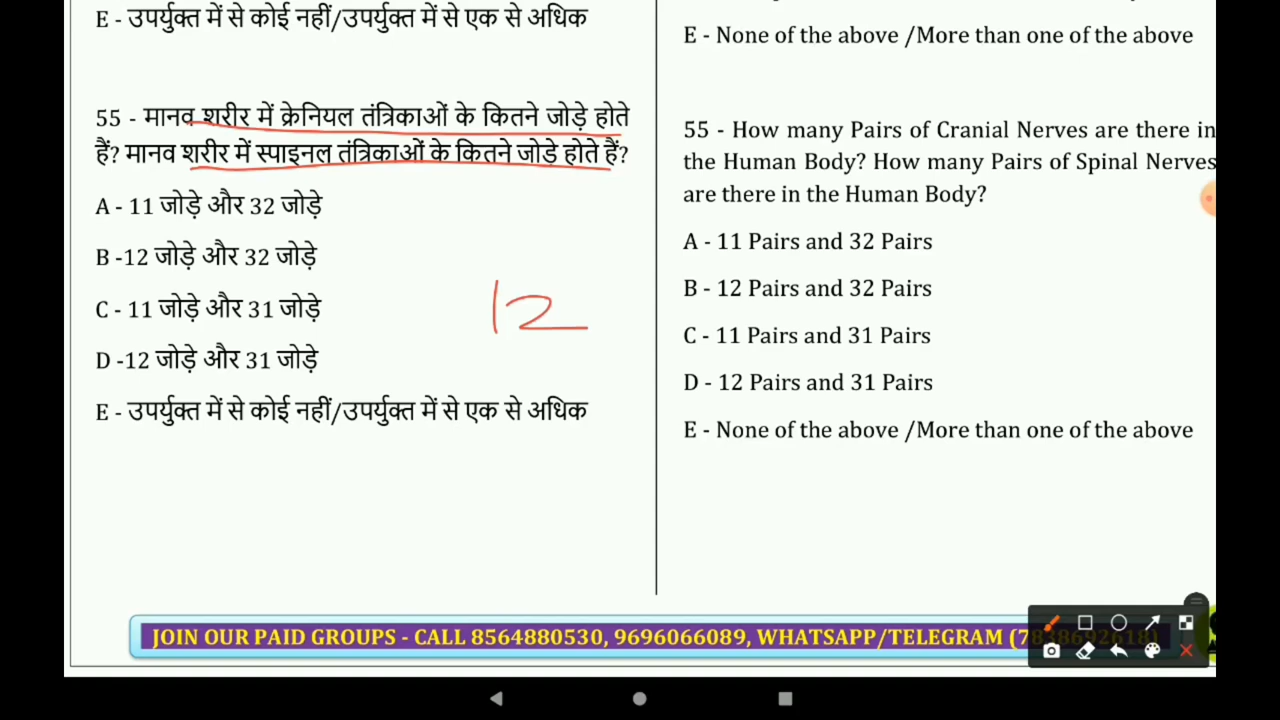 E - उपर्युक्त में से कोई नहीं/उपर्युक्त में से एक से अधिक
55 - मानव शरीर में क्रेनियल तंत्रिकाओं के कितने जोड़े होते
हैं? मानव शरीर में स्पाइनल तंत्रिकाओं के कितने जोड़े होते हैं?
A - 11 जोड़े और 32 जोड़े
B -12 जोड़े और 32 जोड़े
C - 11 जोड़े और 31 जोड़े
D -12 जोड़े और 31 जोड़े
E - उपर्युक्त में से कोई नहीं/उपर्युक्त में से एक से अधिक
12
E - None of the above /More than one of the above
55 - How many Pairs of Cranial Nerves are there in
the Human Body? How many Pairs of Spinal Nerves
are there in the Human Body?
A - 11 Pairs and 32 Pairs
B - 12 Pairs and 32 Pairs
C - 11 Pairs and 31 Pairs
D - 12 Pairs and 31 Pairs
E - None of the above /More than one of the above
JOIN OUR PAID GROUPS - CALL 8564880530, 9696066089, WHATSAPP/TELEGRAM